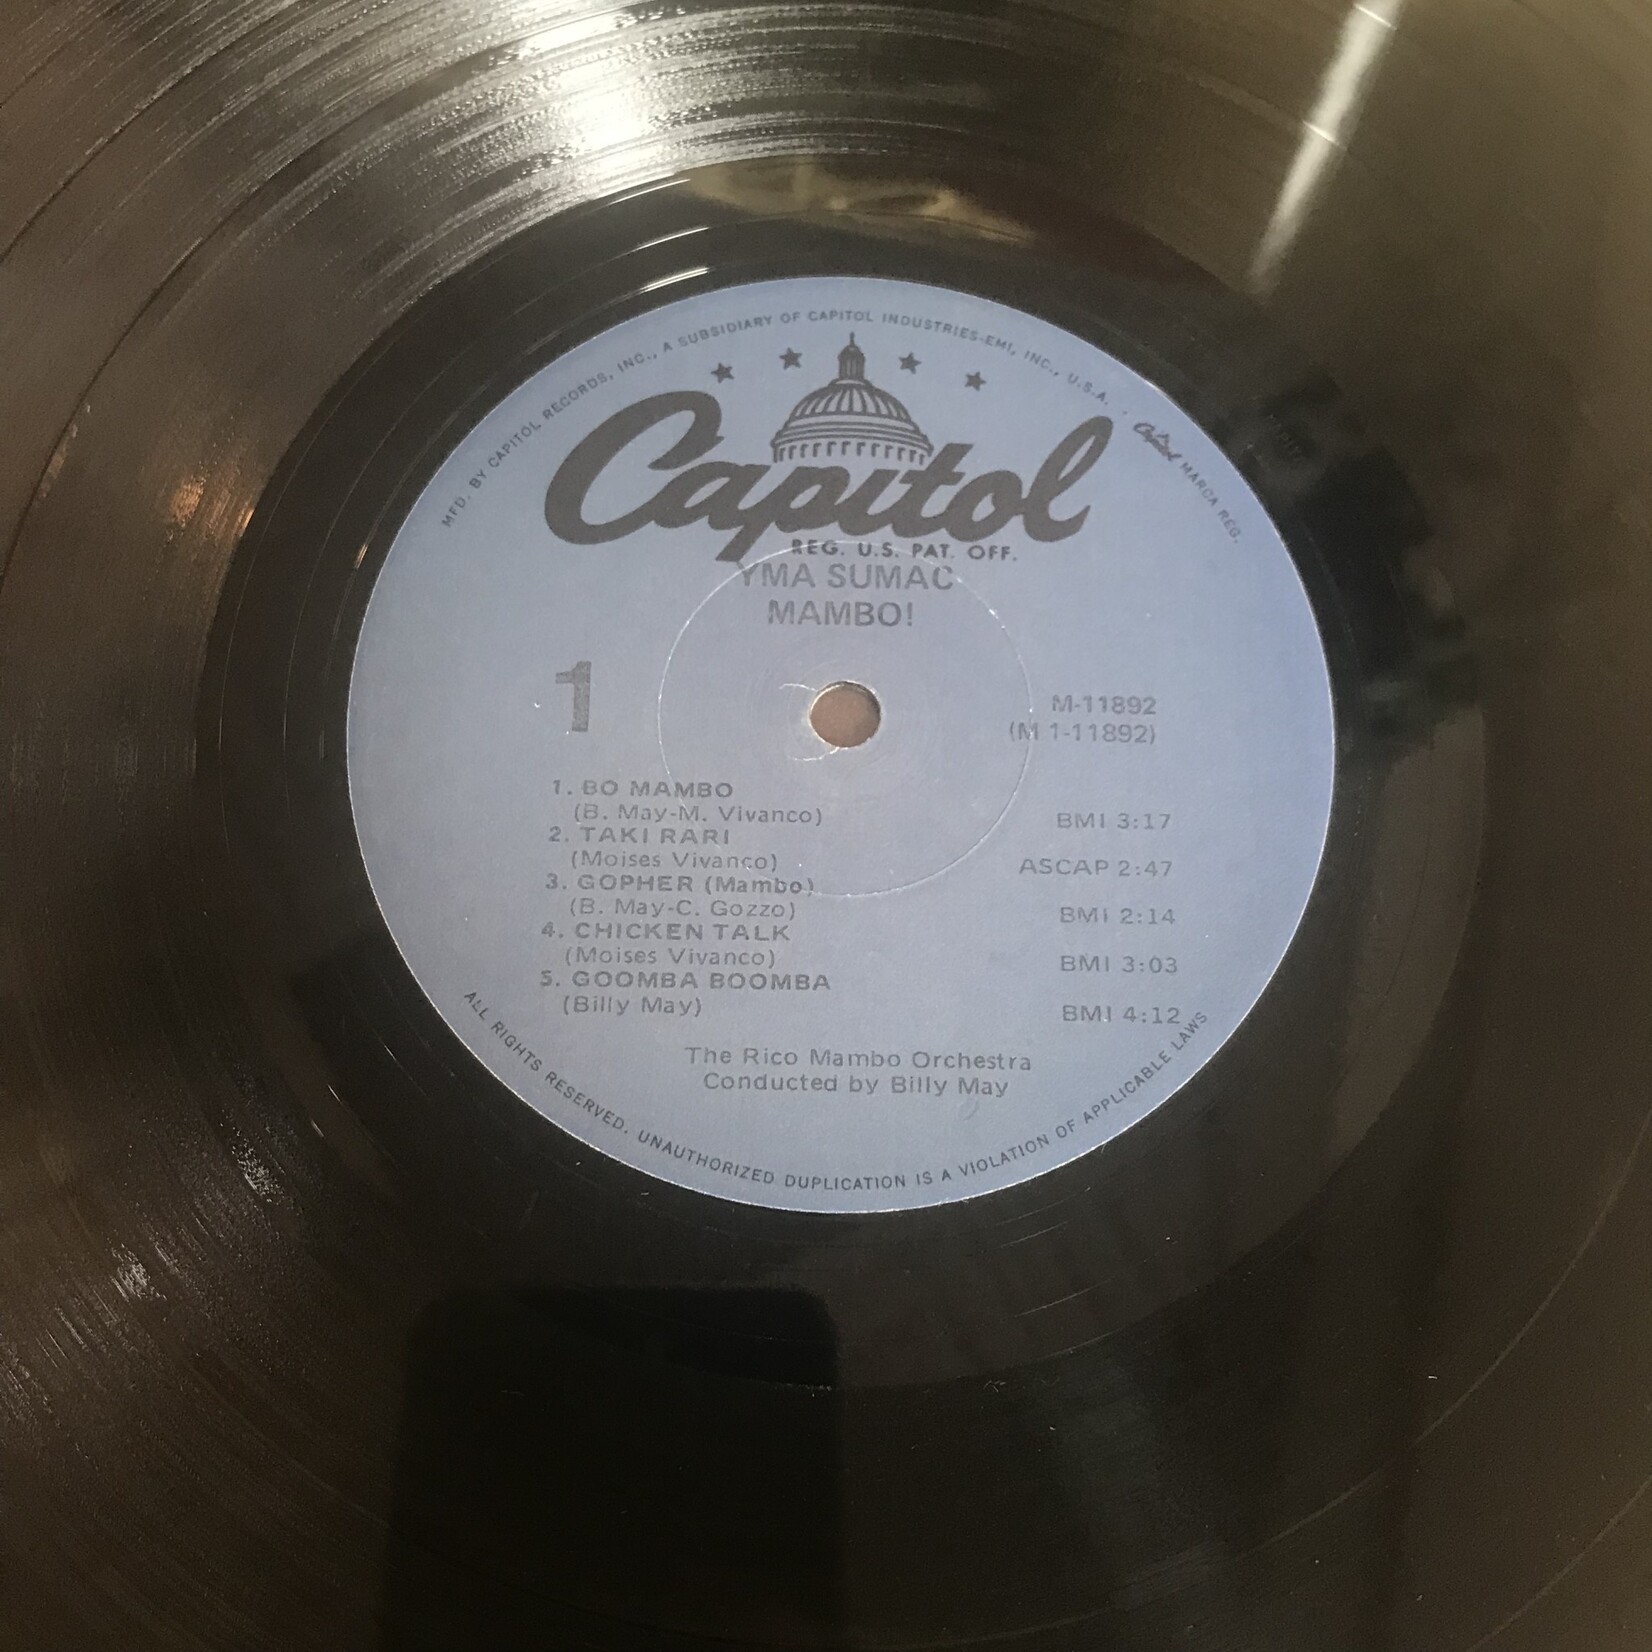 MFD. BY CAPITOL RECORDS, INC., A SUBSIDIARY OF CAPITOL INDUSTRIES-EMI, INC., U.S.A. . Capitol MARCA REG.
Capitol
REG. U.S. PAT. OFF.
YMA SUMAC
MAMBO!
1
M-11892
(M 1-11892)
1. BO MAMBO
(B. May-M. Vivanco) BMI 3:17
2. TAKI RARI
(Moises Vivanco) ASCAP 2:47
3. GOPHER (Mambo)
(B. May-C. Gozzo) BMI 2:14
4. CHICKEN TALK
(Moises Vivanco) BMI 3:03
5. GOOMBA BOOMBA
(Billy May) BMI 4:12
The Rico Mambo Orchestra
Conducted by Billy May
ALL RIGHTS RESERVED. UNAUTHORIZED DUPLICATION IS A VIOLATION OF APPLICABLE LAWS